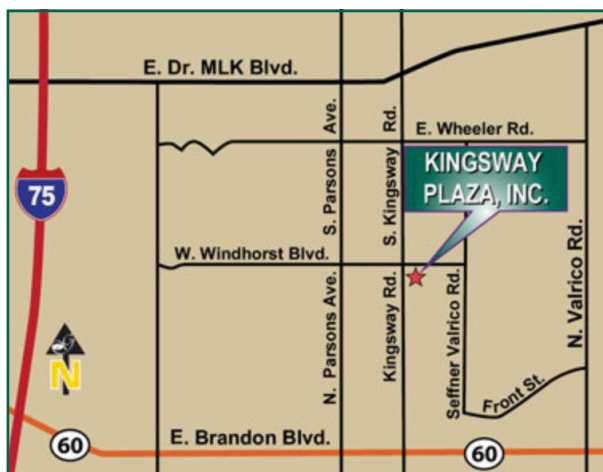 E. Dr. MLK Blvd.
S. Parsons Ave.
S. Kingsway Rd.
E. Wheeler Rd.
KINGSWAY
PLAZA, INC.
75
W. Windhorst Blvd.
N. Parsons Ave.
Kingsway Rd.
Seffner Valrico Rd.
N. Valrico Rd.
Front St.
N
60
E. Brandon Blvd.
60